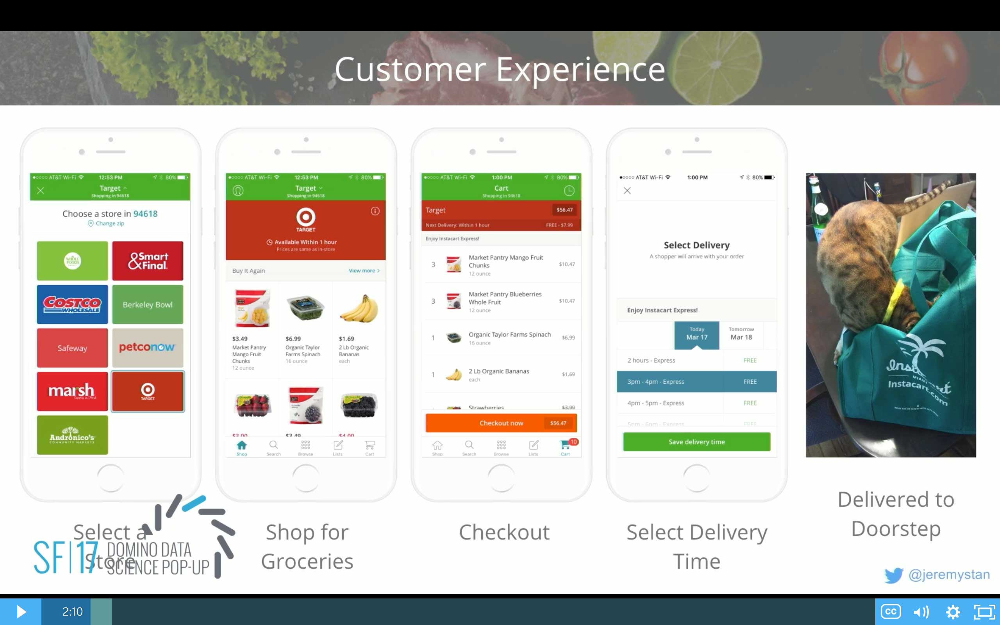 Customer Experience
AT&T Wi-Fi 12:53 PM 80%
Target
Shopping in 94618
Choose a store in 94618
Change zip
WHOLE
FOODS
&Smart
Final.
COSTCO
WHOLESALE
Berkeley Bowl
Safeway
petconow
marsh
TARGET
Andronico's
COMMUNITY MARKETS
Select a
Store
AT&T Wi-Fi 12:53 PM 80%
Target
Shopping in 94618
TARGET
Available Within 1 hour
Prices are same as in-store
Buy It Again View more >
$3.49 $6.99 $1.69
Market Pantry Organic Taylor 2 Lb Organic
Mango Fruit Farms Spinach Bananas
Chunks 16 ounce each
12 ounce
$3.00 $3.49 $4.00
Shop Search Browse Lists Cart
Shop for
Groceries
AT&T Wi-Fi 1:00 PM 80%
Cart
Shopping in 94618
Target $56.47
Next Delivery: Within 1 hour FREE - $7.99
Enjoy Instacart Express!
Market Pantry Mango Fruit
3 Chunks $10.47
12 ounce
Market Pantry Blueberries
3 Whole Fruit $10.47
12 ounce
1 Organic Taylor Farms Spinach $6.99
16 ounce
1 2 Lb Organic Bananas $1.69
each
Strawberries $3.99
Checkout now $56.47
10
Shop Search Browse Lists Cart
Checkout
AT&T Wi-Fi 1:00 PM 80%
Select Delivery
A shopper will arrive with your order
Enjoy Instacart Express!
Today Tomorrow
Mar 17 Mar 18
2 hours - Express FREE
3pm - 4pm - Express FREE
4pm - 5pm - Express FREE
5pm - 6pm - Express FREE
Save delivery time
Select Delivery
Time
MIAMI
Instacart.com
Delivered to
Doorstep
SF|17 DOMINO DATA
SCIENCE POP-UP
@jeremystan
2:10
CC